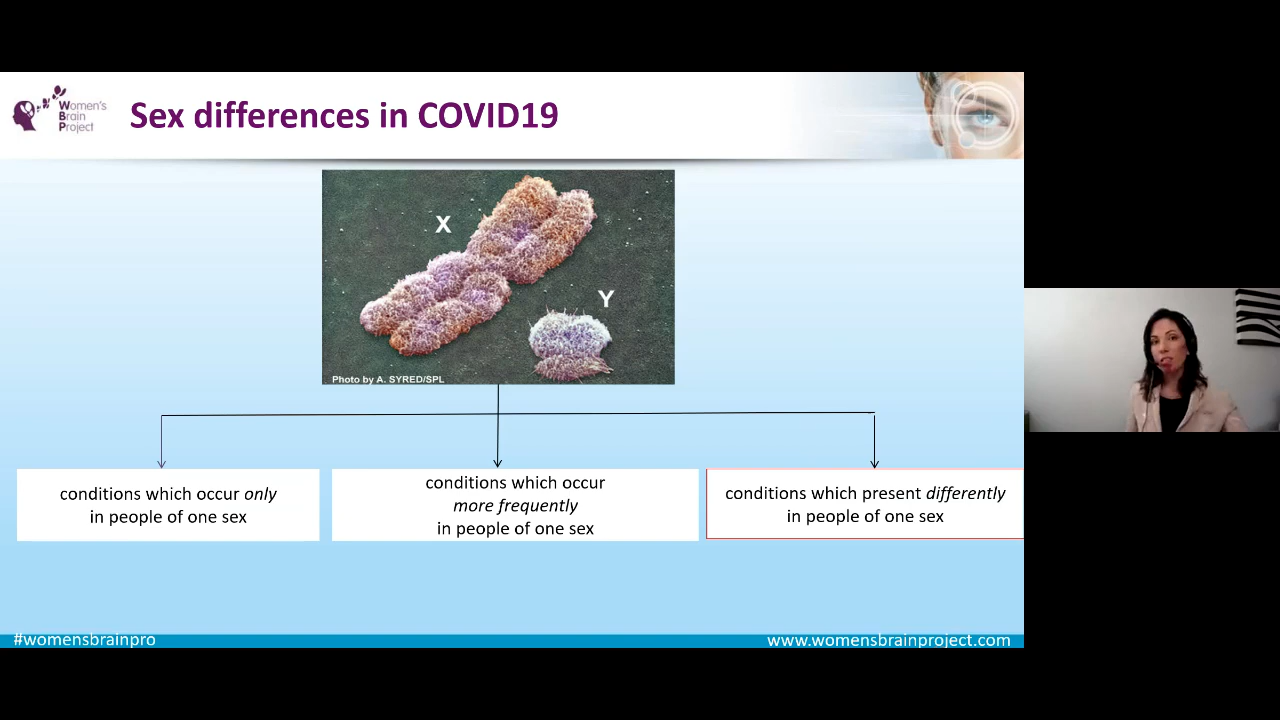 Women's
Brain
Project
Sex differences in COVID19
X
Y
Photo by A. SYRED/SPL
conditions which occur only
in people of one sex
conditions which occur
more frequently
in people of one sex
conditions which present differently
in people of one sex
#womensbrainpro
www.womensbrainproject.com